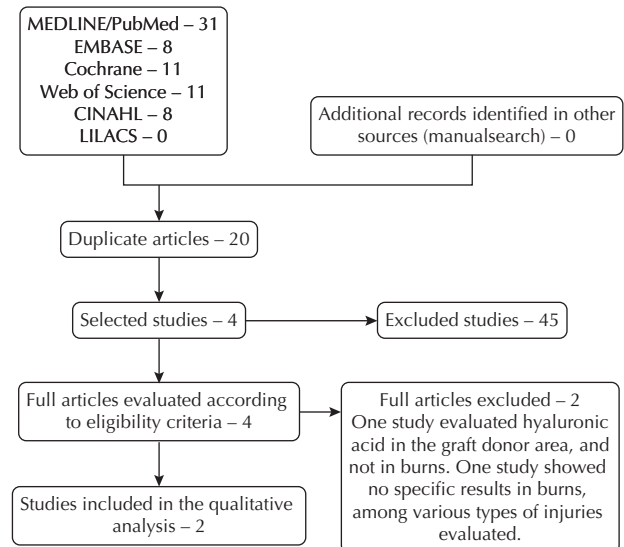 MEDLINE/PubMed – 31
EMBASE – 8
Cochrane – 11
Web of Science – 11
CINAHL – 8
LILACS – 0
Additional records identified in other
sources (manualsearch) – 0
Duplicate articles – 20
Selected studies – 4
Excluded studies – 45
Full articles evaluated according
to eligibility criteria – 4
Full articles excluded – 2
One study evaluated hyaluronic
acid in the graft donor area, and
not in burns. One study showed
no specific results in burns,
among various types of injuries
evaluated.
Studies included in the qualitative
analysis – 2